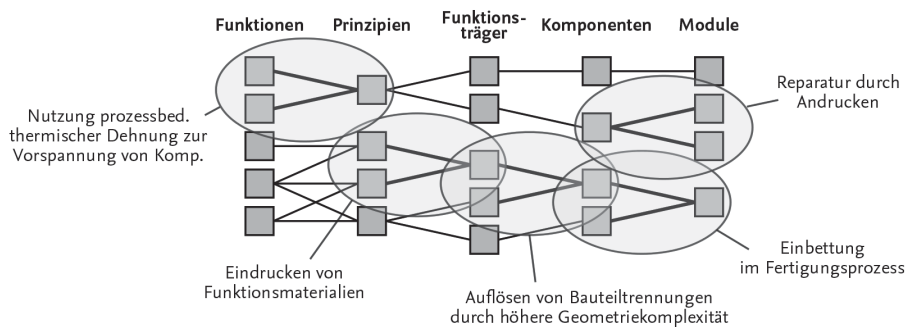 Funktionen
Prinzipien
Funktions-
träger
Komponenten
Module
Nutzung prozessbed.
thermischer Dehnung zur
Vorspannung von Komp.
Reparatur durch
Andrucken
Eindrucken von
Funktionsmaterialien
Auflösen von Bauteiltrennungen
durch höhere Geometriekomplexität
Einbettung
im Fertigungsprozess